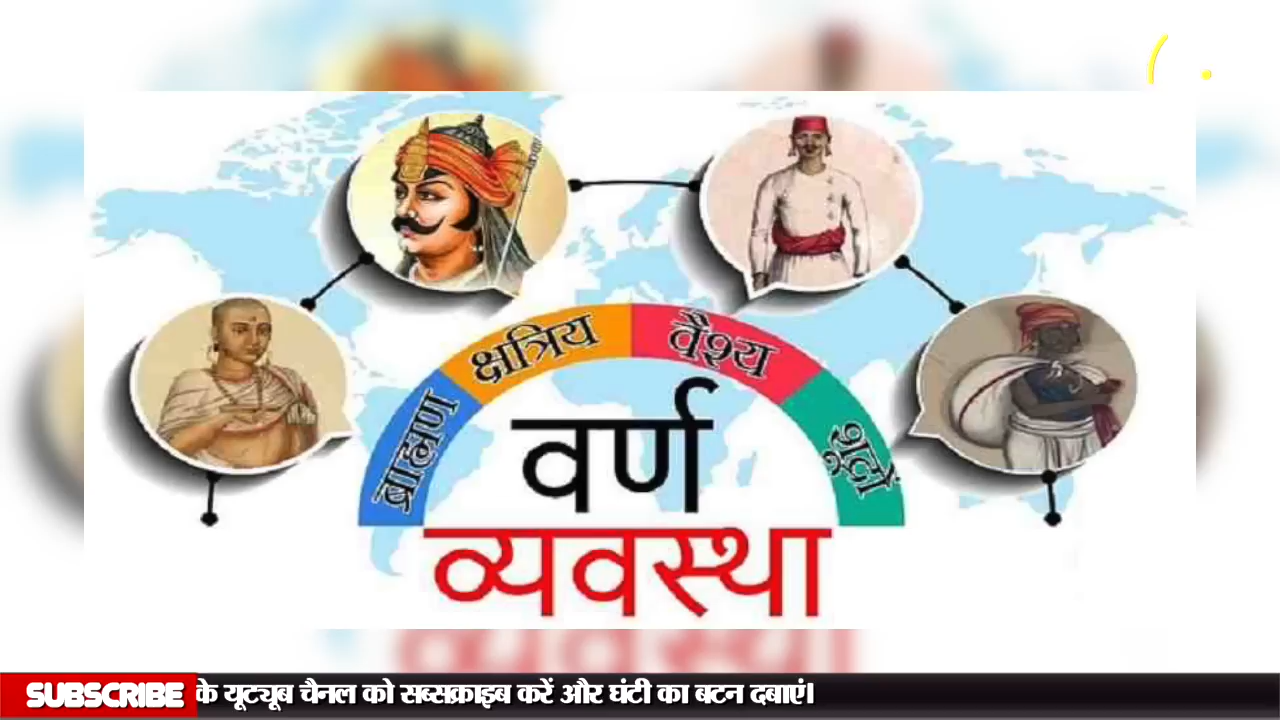 ब्राह्मण
क्षत्रिय
वैश्य
शूद्रों
वर्ण
व्यवस्था
SUBSCRIBE के यूट्यूब चैनल को सब्सक्राइब करें और घंटी का बटन दबाएं।